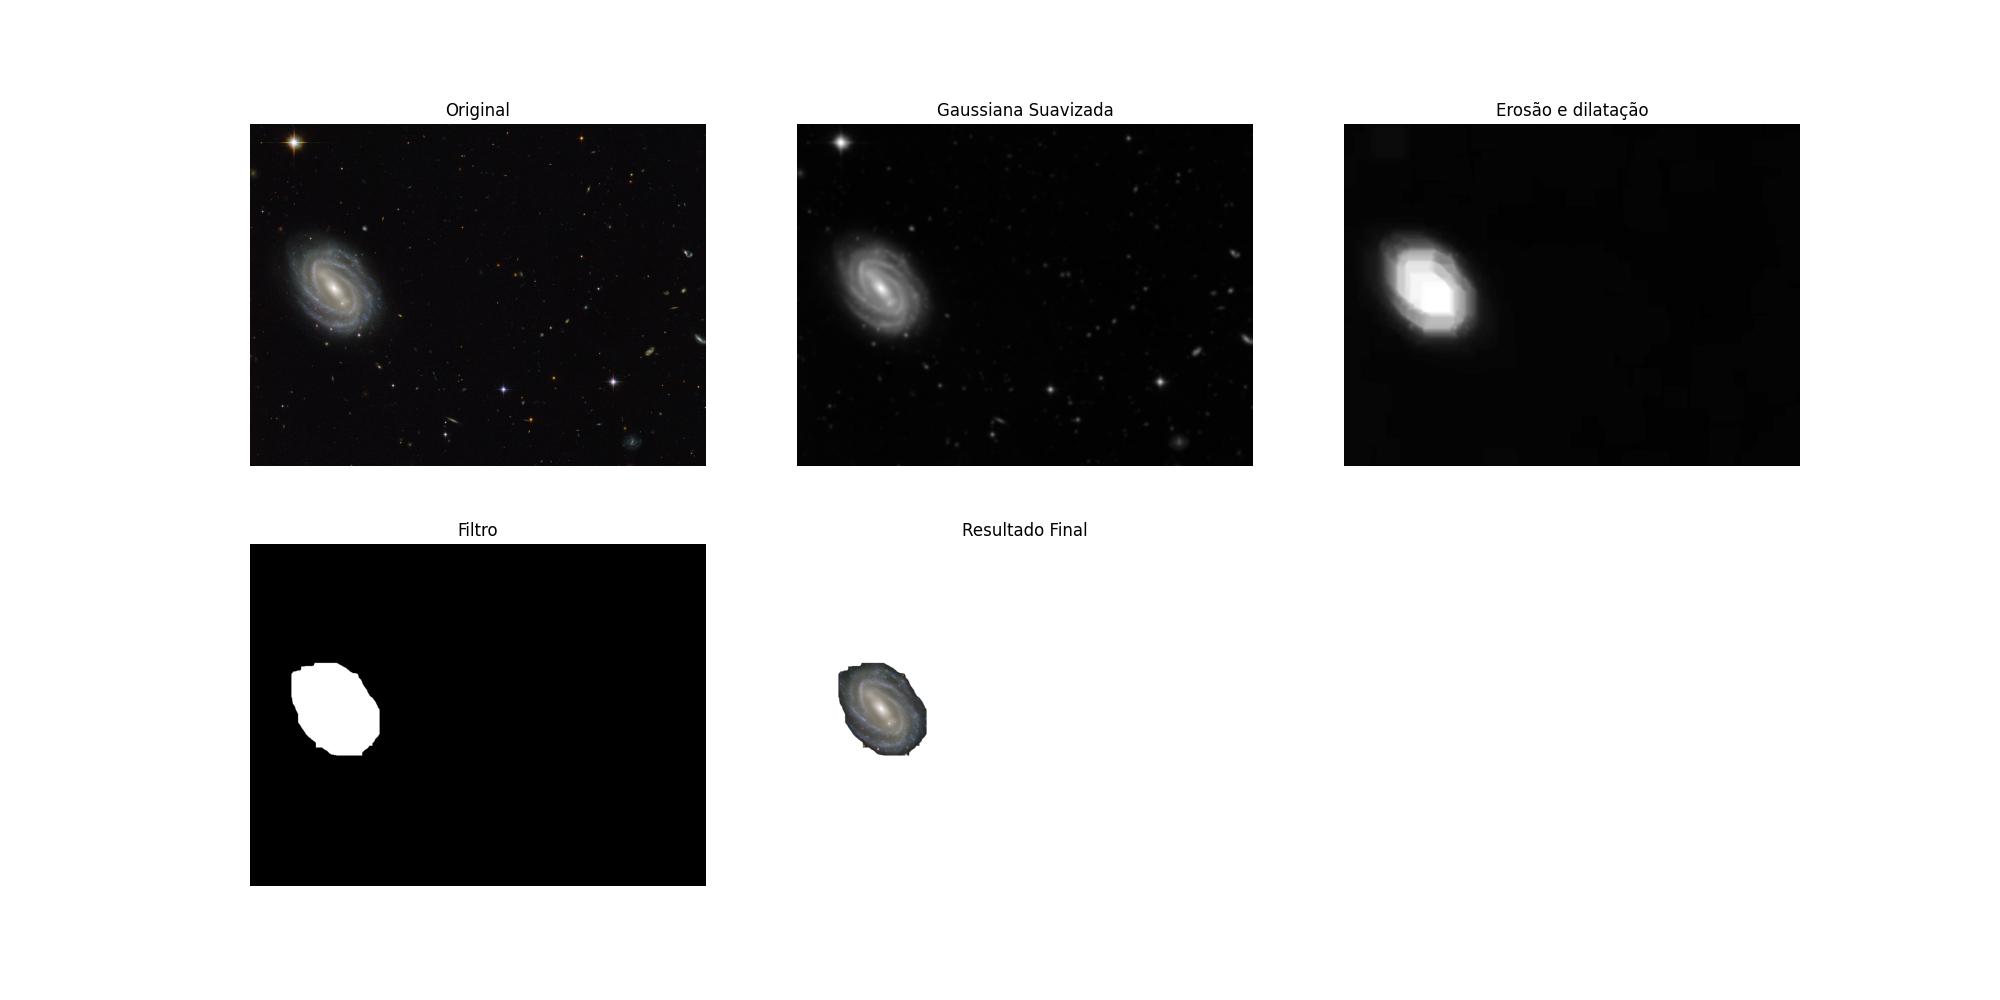 Original
Gaussiana Suavizada
Erosão e dilatação
Filtro
Resultado Final